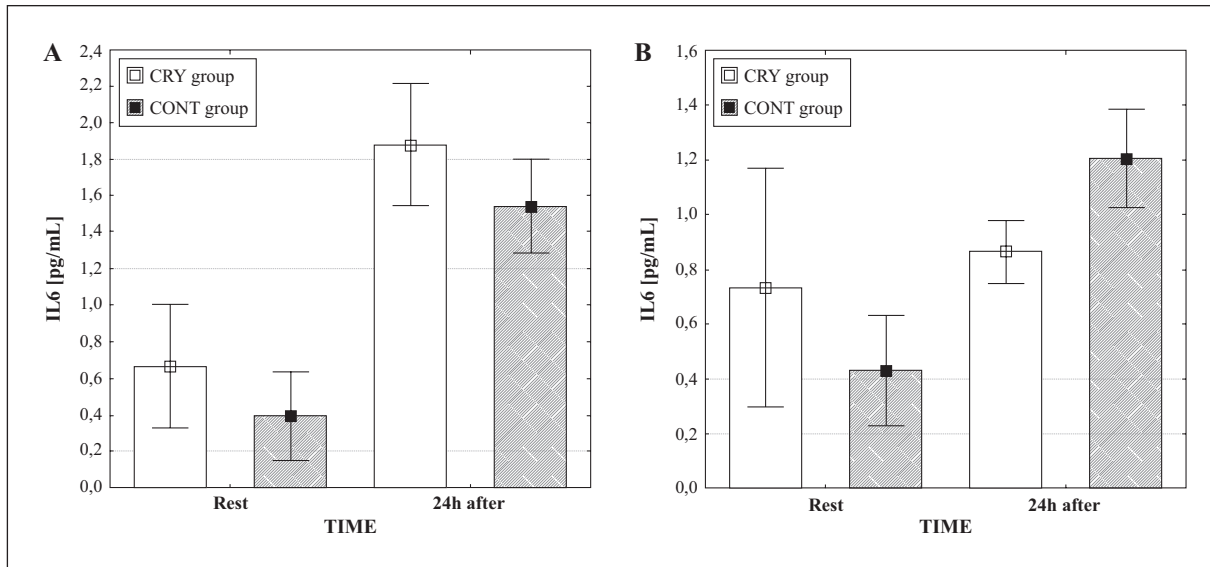 A
2,4
2,2
2,0
1,8
1,6
1,4
1,2
1,0
0,8
0,6
0,4
0,2
0,0
IL6 [pg/mL]
CRY group
CONT group
Rest
24h after
TIME
B
1,6
1,4
1,2
1,0
0,8
0,6
0,4
0,2
0,0
IL6 [pg/mL]
CRY group
CONT group
Rest
24h after
TIME